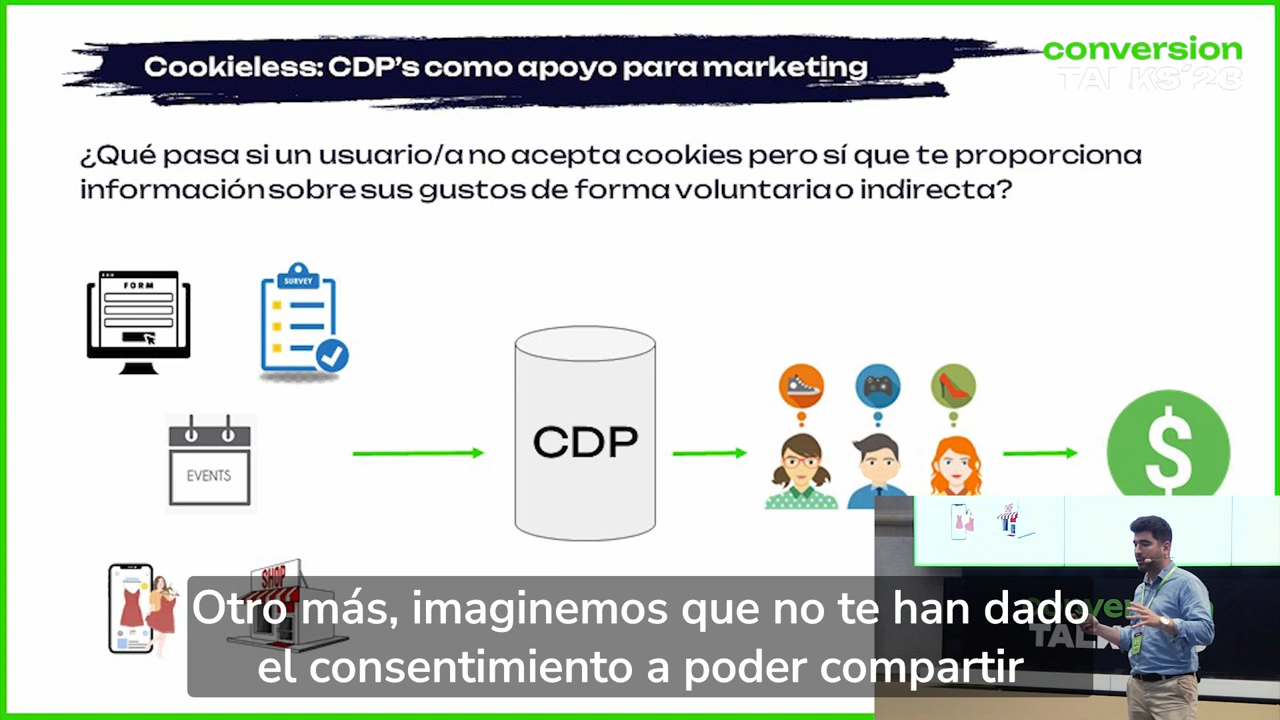 Cookieless: CDP's como apoyo para marketing
conversion
TALKS'23
¿Qué pasa si un usuario/a no acepta cookies pero sí que te proporciona
información sobre sus gustos de forma voluntaria o indirecta?
FORM
SURVEY
EVENTS
CDP
$
SHOP
Otro más, imaginemos que no te han dado
el consentimiento a poder compartir